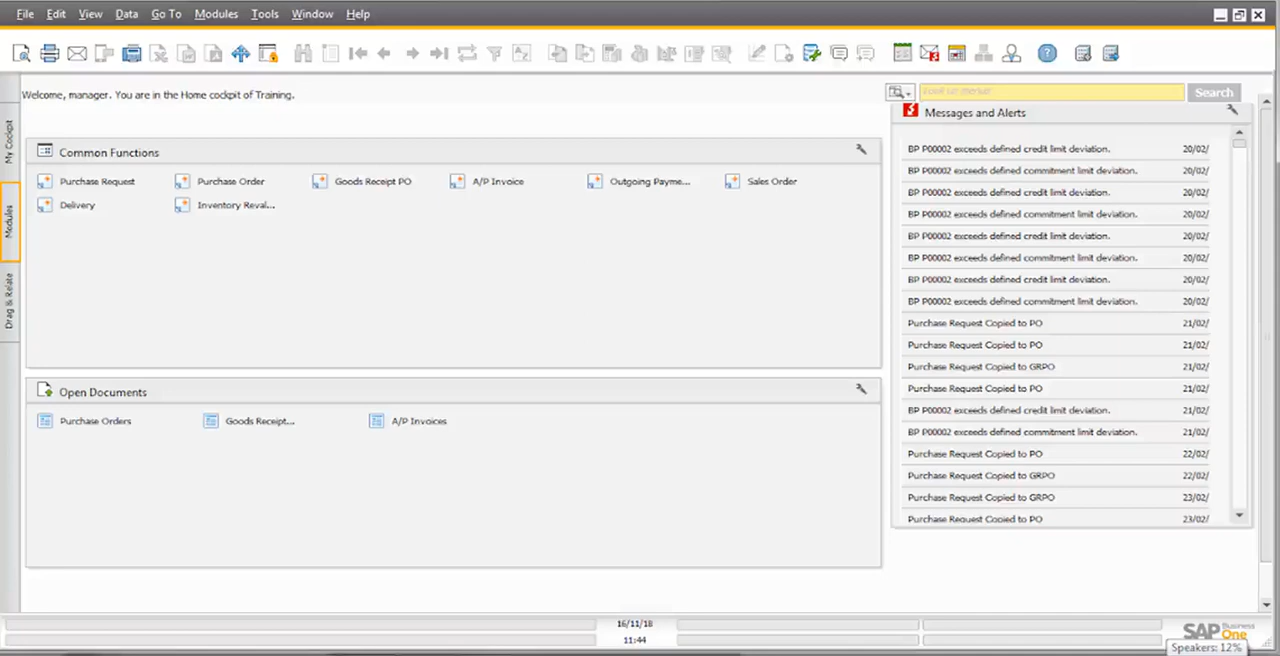 File Edit View Data Go To Modules Tools Window Help
Welcome, manager. You are in the Home cockpit of Training.
Search
My Cockpit
Modules
Drag & Relate
Common Functions
Purchase Request Purchase Order Goods Receipt PO A/P Invoice Outgoing Payme... Sales Order
Delivery Inventory Reval...
Open Documents
Purchase Orders Goods Receipt... A/P Invoices
Messages and Alerts
BP P00002 exceeds defined credit limit deviation. 20/02/
BP P00002 exceeds defined commitment limit deviation. 20/02/
BP P00002 exceeds defined credit limit deviation. 20/02/
BP P00002 exceeds defined commitment limit deviation. 20/02/
BP P00002 exceeds defined credit limit deviation. 20/02/
BP P00002 exceeds defined commitment limit deviation. 20/02/
BP P00002 exceeds defined credit limit deviation. 20/02/
BP P00002 exceeds defined commitment limit deviation. 20/02/
Purchase Request Copied to PO 21/02/
Purchase Request Copied to PO 21/02/
Purchase Request Copied to GRPO 21/02/
Purchase Request Copied to PO 21/02/
BP P00002 exceeds defined credit limit deviation. 21/02/
BP P00002 exceeds defined commitment limit deviation. 21/02/
Purchase Request Copied to PO 22/02/
Purchase Request Copied to GRPO 22/02/
Purchase Request Copied to GRPO 23/02/
Purchase Request Copied to PO 23/02/
16/11/18
11:44
SAP Business One
Speakers: 12%